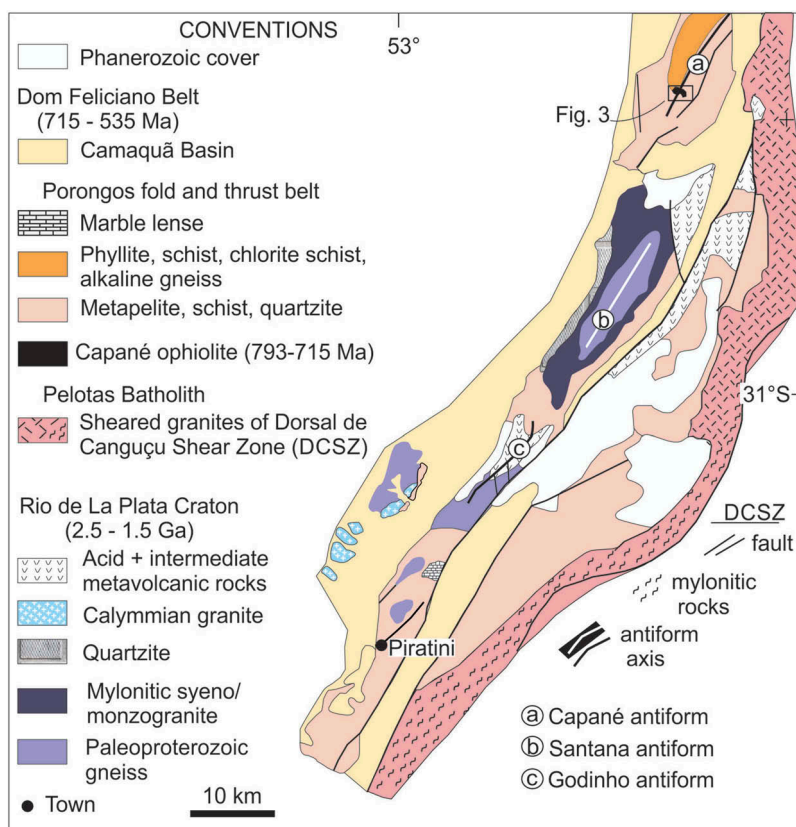 CONVENTIONS
Phanerozoic cover
Dom Feliciano Belt
(715 - 535 Ma)
Camaquã Basin
Porongos fold and thrust belt
Marble lense
Phyllite, schist, chlorite schist,
alkaline gneiss
Metapelite, schist, quartzite
Capané ophiolite (793-715 Ma)
Pelotas Batholith
Sheared granites of Dorsal de
Canguçu Shear Zone (DCSZ)
Rio de La Plata Craton
(2.5 - 1.5 Ga)
Acid + intermediate
metavolcanic rocks
Calymmian granite
Quartzite
Mylonitic syeno/
monzogranite
Paleoproterozoic
gneiss
Town
10 km
53°
a
Fig. 3
b
31°S
c
Piratini
DCSZ
fault
mylonitic
rocks
antiform
axis
a Capané antiform
b Santana antiform
c Godinho antiform